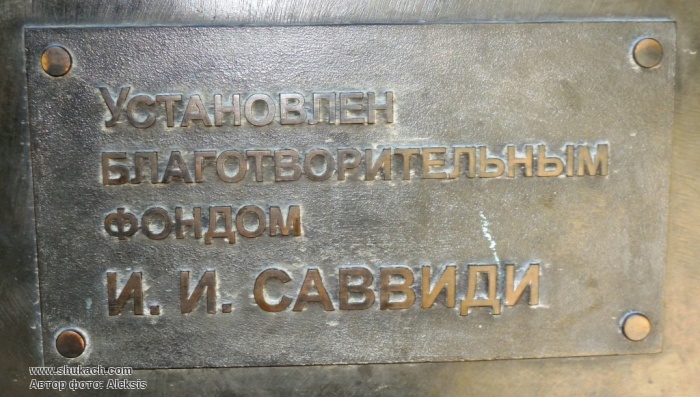 Установлен
благотворительным
фондом
И. И. Саввиди
www.shukach.com
Автор фото: Aleksis